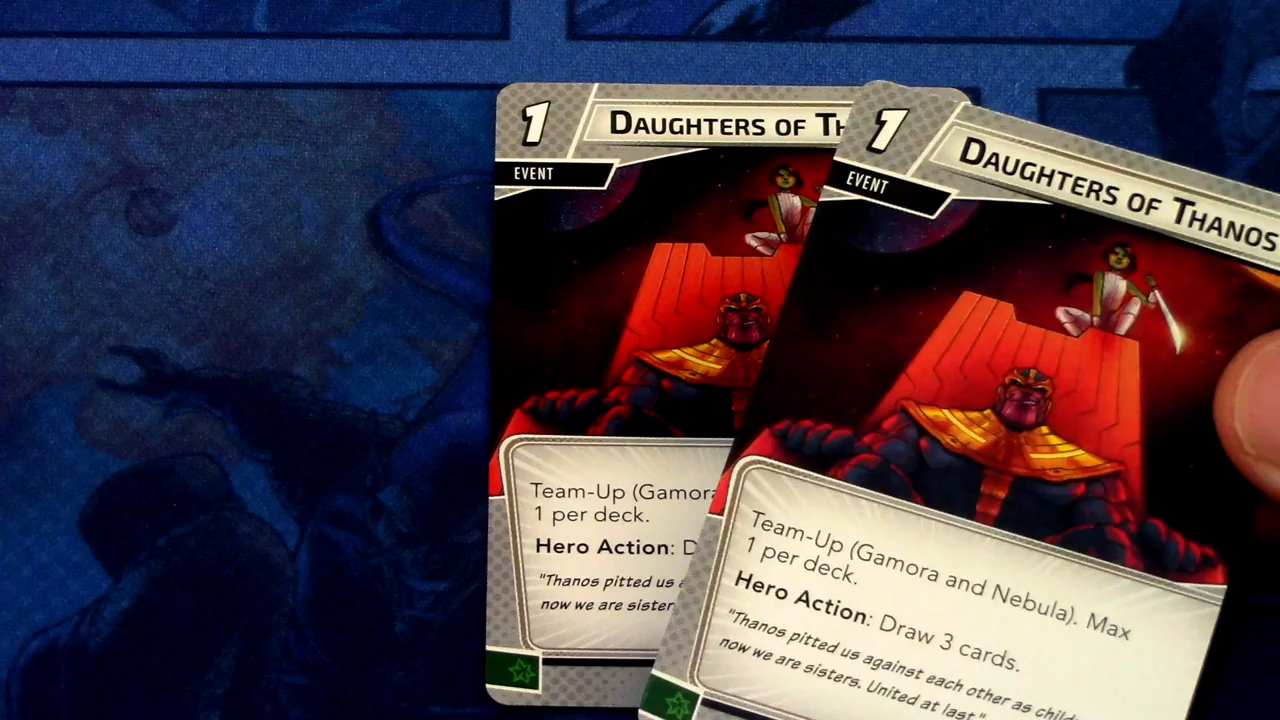 1
DAUGHTERS OF TH
EVENT
Team-Up (Gamora
1 per deck.
Hero Action: D
"Thanos pitted us
now we are sister
1
DAUGHTERS OF THANOS
EVENT
Team-Up (Gamora and Nebula). Max
1 per deck.
Hero Action: Draw 3 cards.
"Thanos pitted us against each other as child
now we are sisters. United at last."